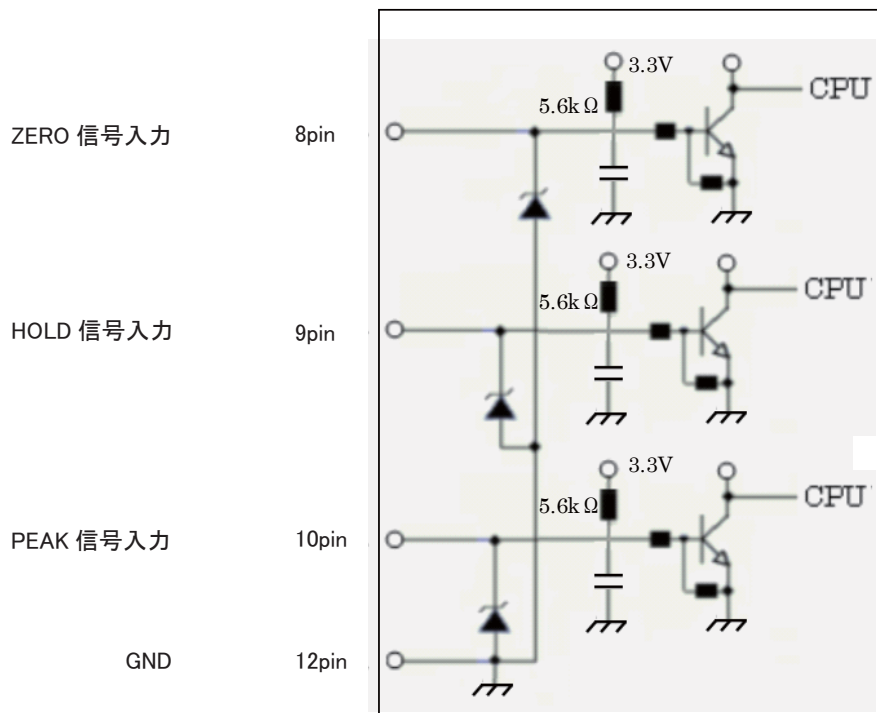 3.3V
CPU
5.6kΩ
ZERO 信号入力 8pin
3.3V
CPU
5.6kΩ
HOLD 信号入力 9pin
3.3V
CPU
5.6kΩ
PEAK 信号入力 10pin
GND 12pin